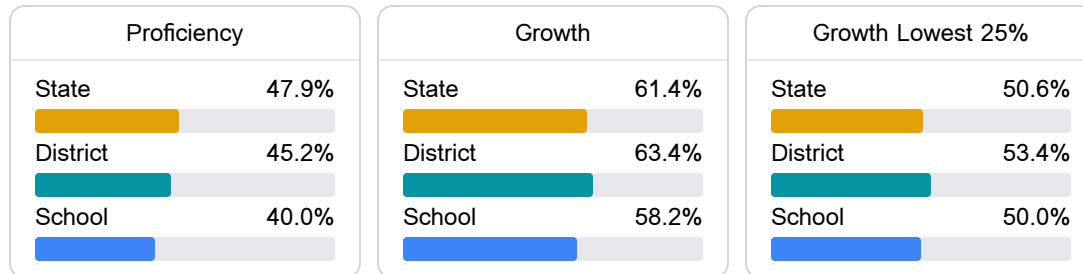 Proficiency
State 47.9%
District 45.2%
School 40.0%
Growth
State 61.4%
District 63.4%
School 58.2%
Growth Lowest 25%
State 50.6%
District 53.4%
School 50.0%